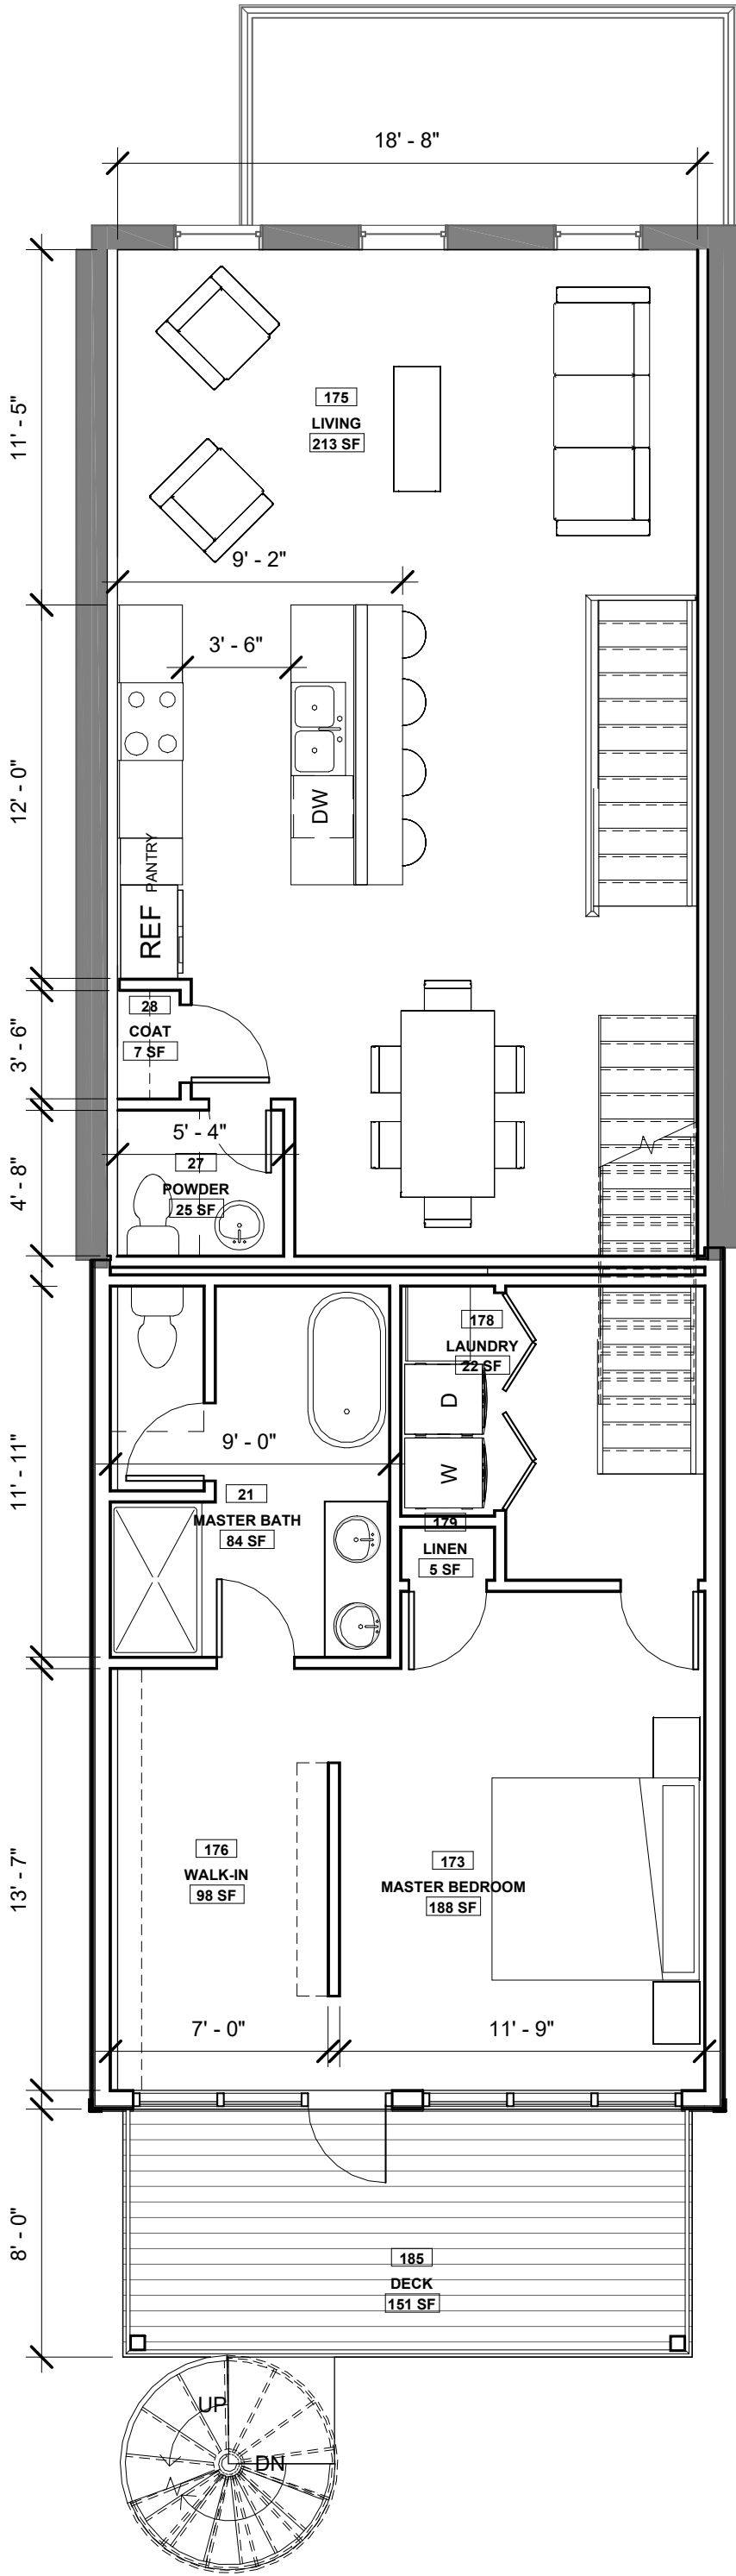 18' - 8"
11' - 5"
175
LIVING
213 SF
9' - 2"
3' - 6"
12' - 0"
DW
PANTRY
REF
28
COAT
7 SF
3' - 6"
5' - 4"
27
POWDER
25 SF
4' - 8"
178
LAUNDRY
22 SF
D
W
9' - 0"
11' - 11"
21
MASTER BATH
84 SF
179
LINEN
5 SF
13' - 7"
176
WALK-IN
98 SF
173
MASTER BEDROOM
188 SF
7' - 0"
11' - 9"
8' - 0"
185
DECK
151 SF
UP
DN